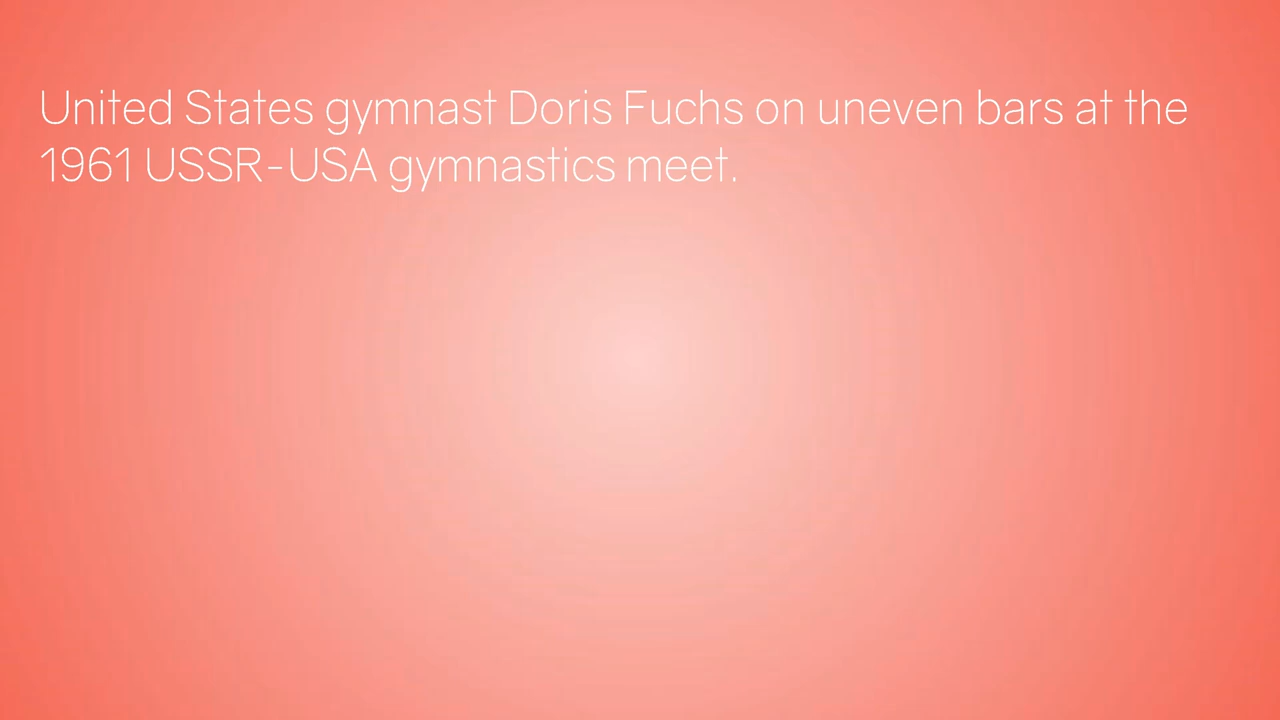 United States gymnast Doris Fuchs on uneven bars at the
1961 USSR-USA gymnastics meet.